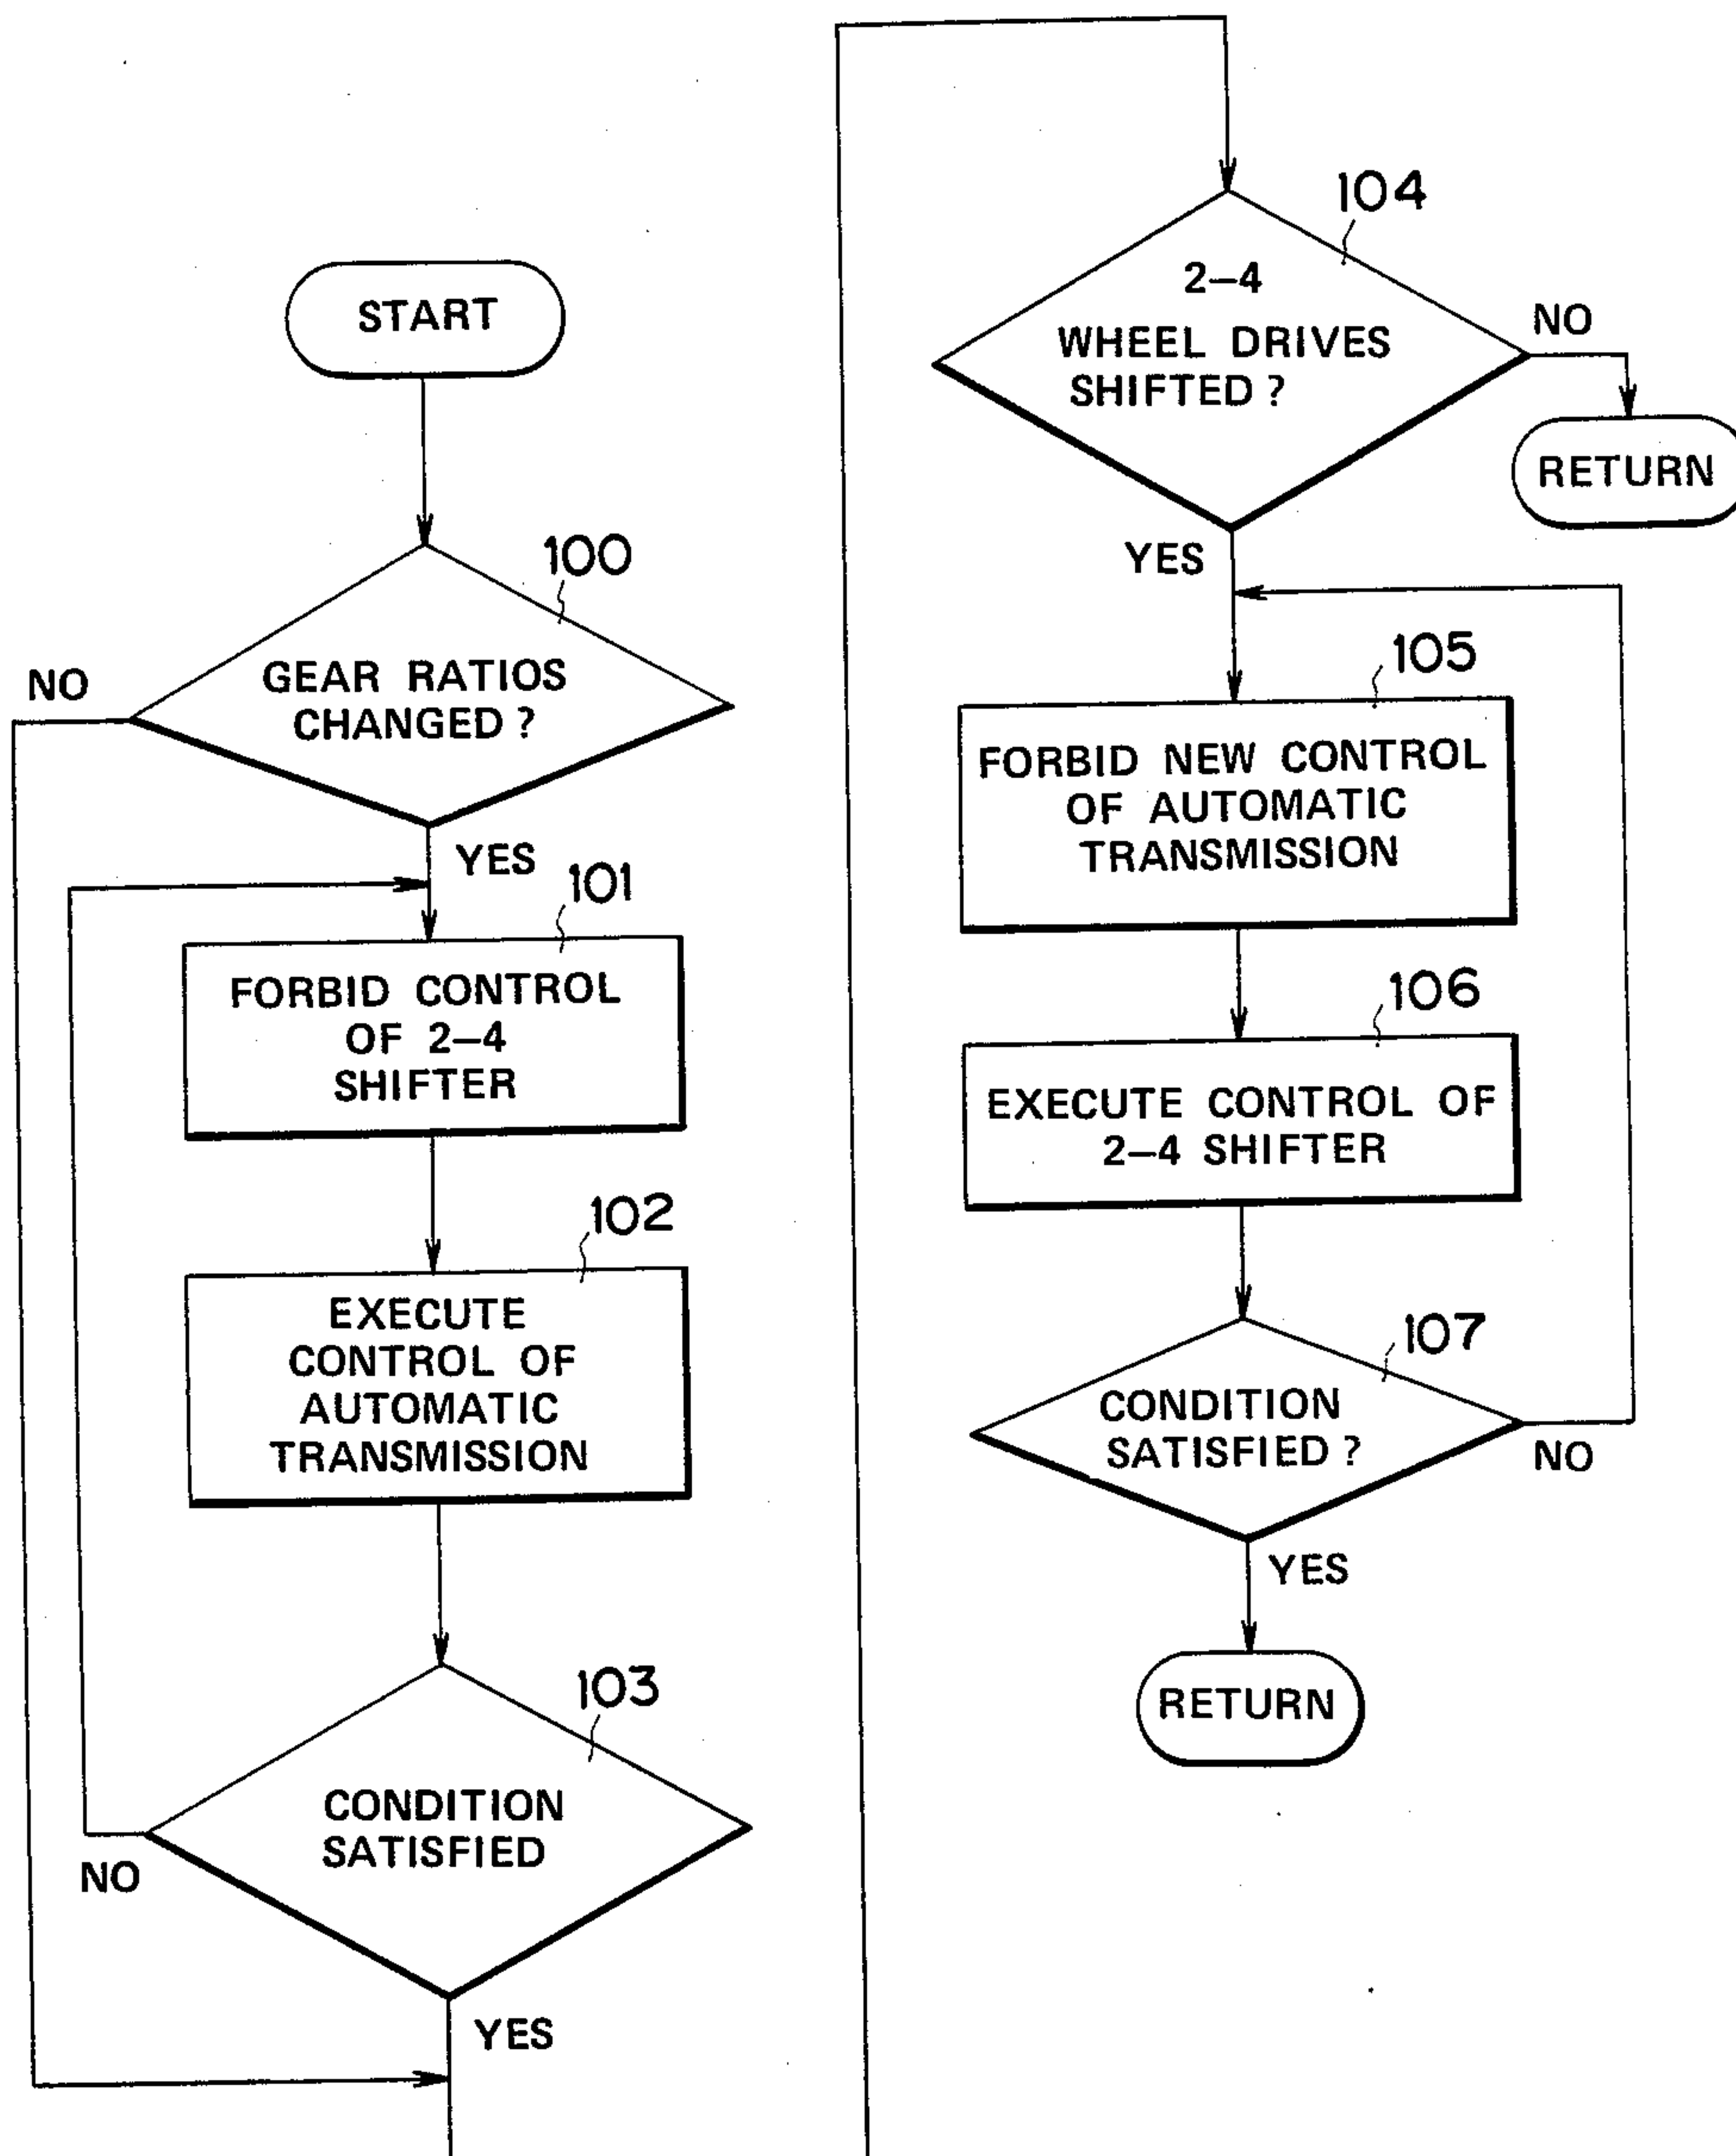 START
100
GEAR RATIOS
CHANGED ?
NO
YES
101
FORBID CONTROL
OF 2–4
SHIFTER
102
EXECUTE
CONTROL OF
AUTOMATIC
TRANSMISSION
103
CONDITION
SATISFIED
NO
YES
104
2–4
WHEEL DRIVES
SHIFTED ?
NO
RETURN
YES
105
FORBID NEW CONTROL
OF AUTOMATIC
TRANSMISSION
106
EXECUTE CONTROL OF
2–4 SHIFTER
107
CONDITION
SATISFIED ?
NO
YES
RETURN